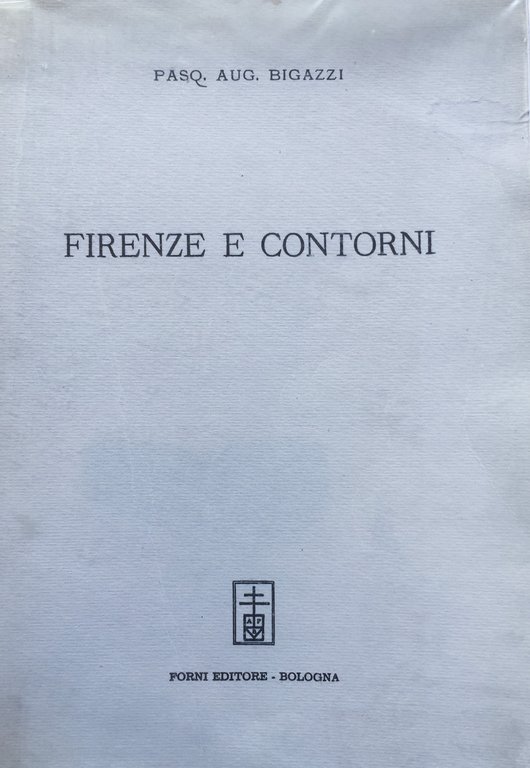 PASQ. AUG. BIGAZZI
FIRENZE E CONTORNI
FORNI EDITORE - BOLOGNA